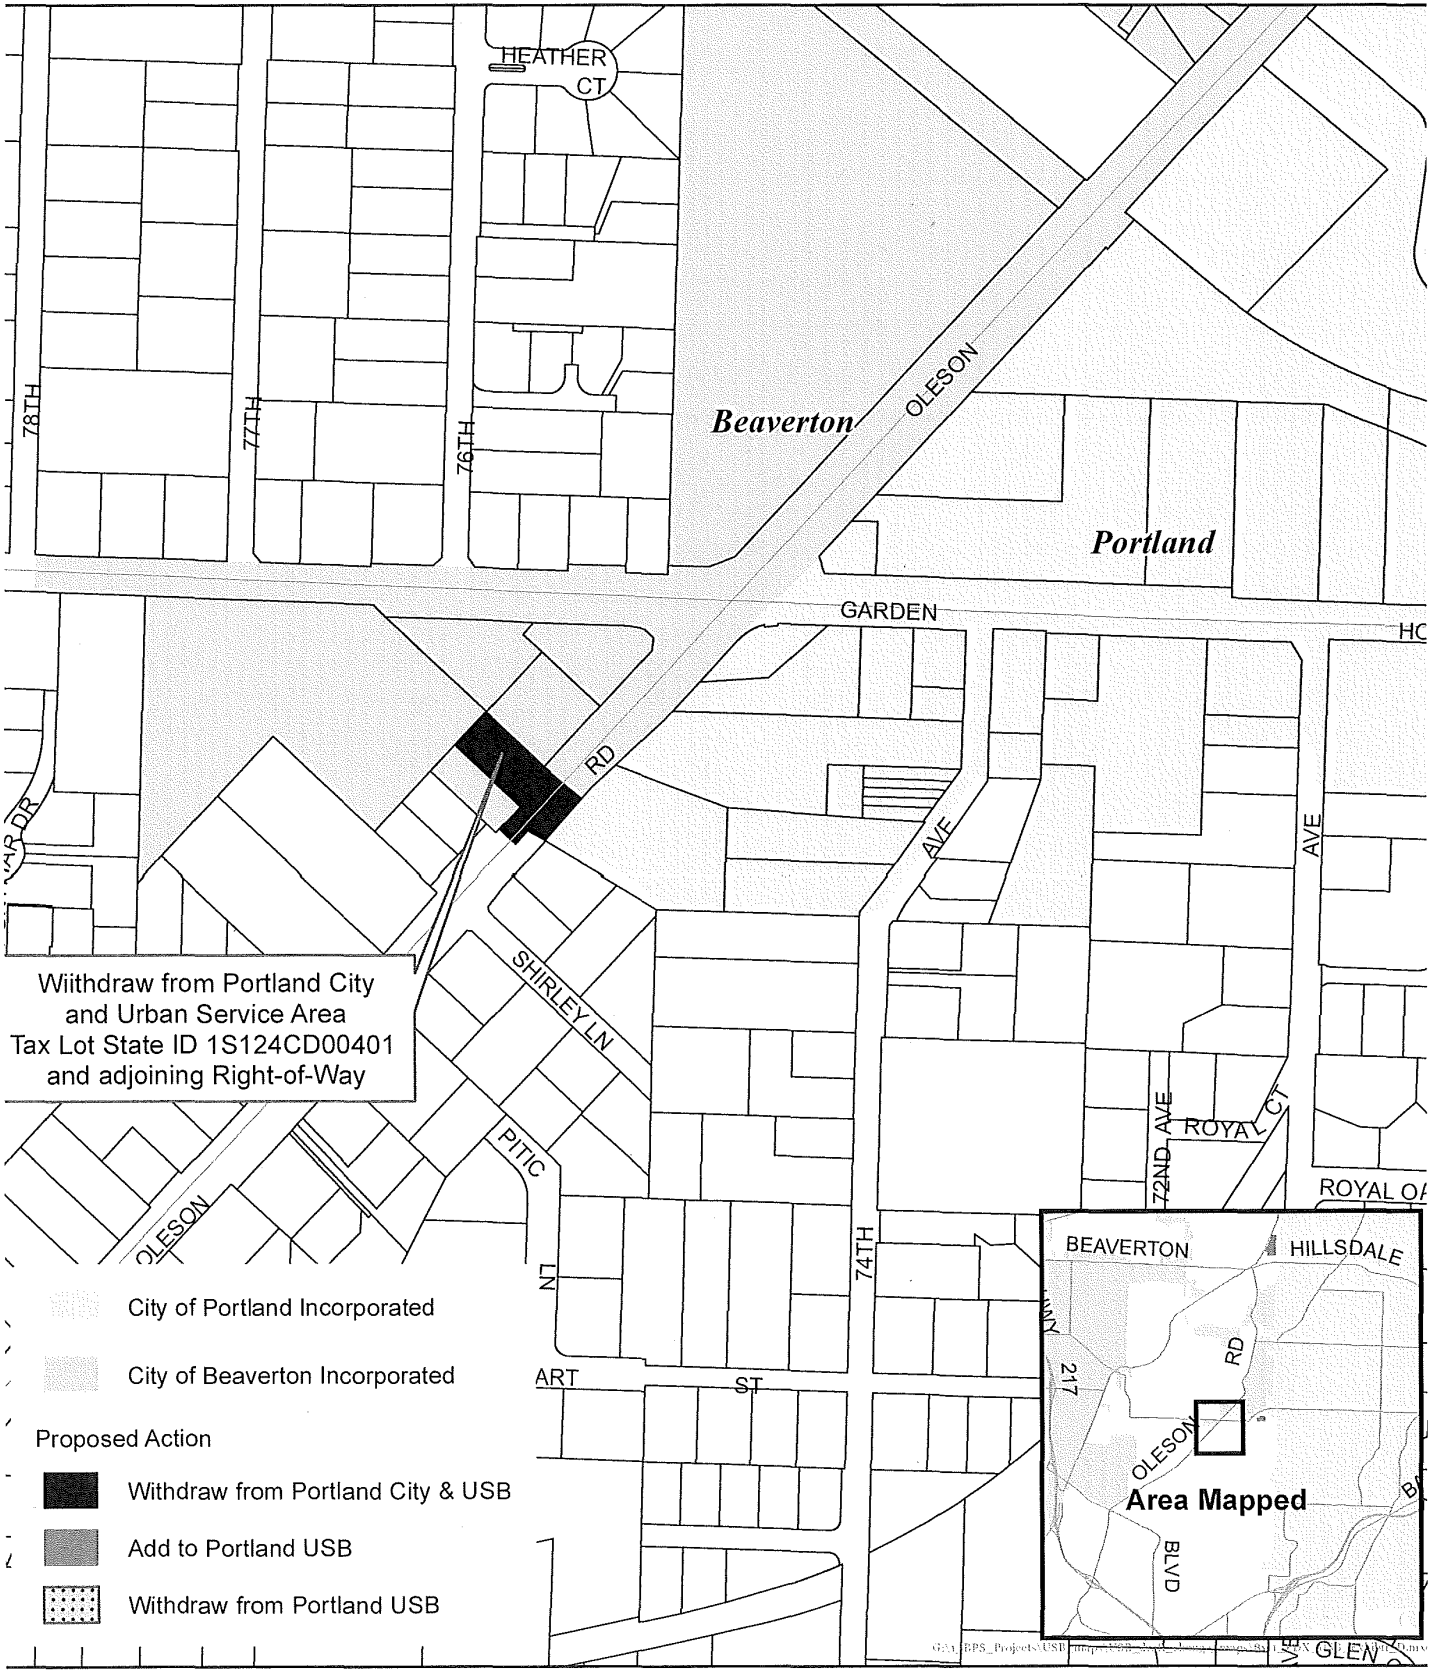 HEATHER
CT
OLESON
78TH
77TH
76TH
Beaverton
Portland
GARDEN
HO
RD
AVE
AVE
Wiithdraw from Portland City
and Urban Service Area
Tax Lot State ID 1S124CD00401
and adjoining Right-of-Way
SHIRLEY LN
PITIC
LN
OLESON
72ND AVE
ROYAL CT
ROYAL OA
74TH
ART
ST
City of Portland Incorporated
City of Beaverton Incorporated
Proposed Action
Withdraw from Portland City & USB
Add to Portland USB
Withdraw from Portland USB
BEAVERTON
HILLSDALE
HWY
217
RD
OLESON
Area Mapped
BA
BLVD
GLEN